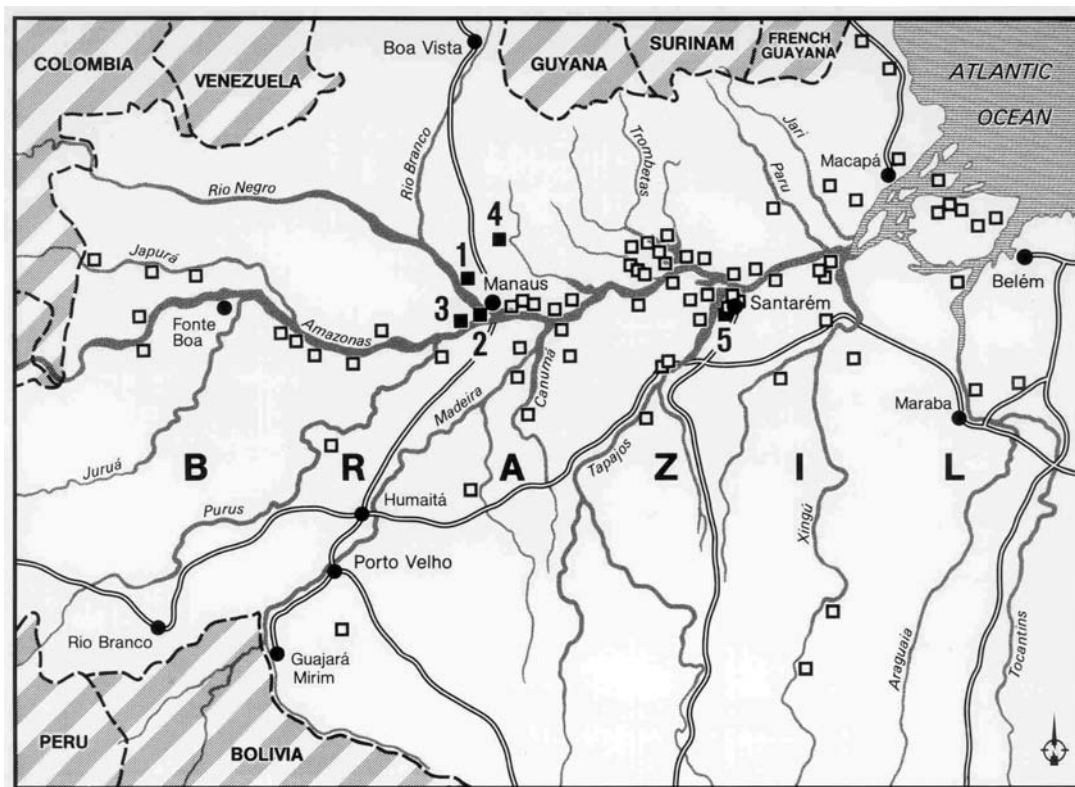 COLOMBIA
VENEZUELA
Boa Vista
GUYANA
SURINAM
FRENCH
GUAYANA
ATLANTIC
OCEAN
Rio Negro
Rio Branco
Trombetas
Jari
Paru
Macapá
4
1
Japurá
Manaus
3
2
Fonte
Boa
Amazonas
Santarém
5
Belém
Canumã
Madeira
Maraba
B R A Z I L
Juruá
Purus
Humaitá
Tapajos
Xingú
Porto Velho
Rio Branco
Guajará
Mirim
Araguaia
Tocantins
PERU
BOLIVIA
N